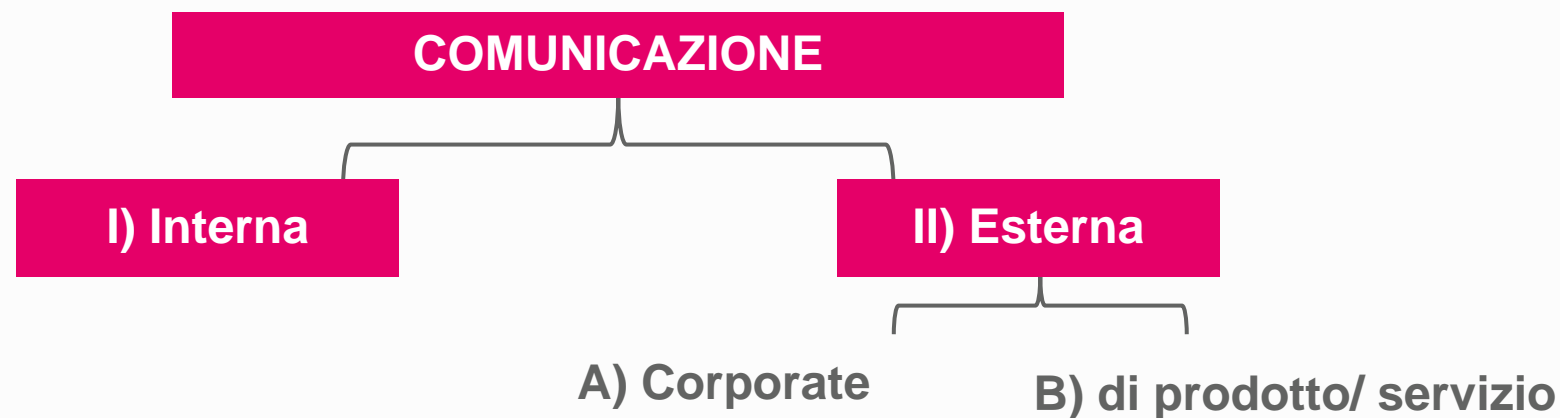 COMUNICAZIONE
I) Interna
II) Esterna
A) Corporate
B) di prodotto/ servizio